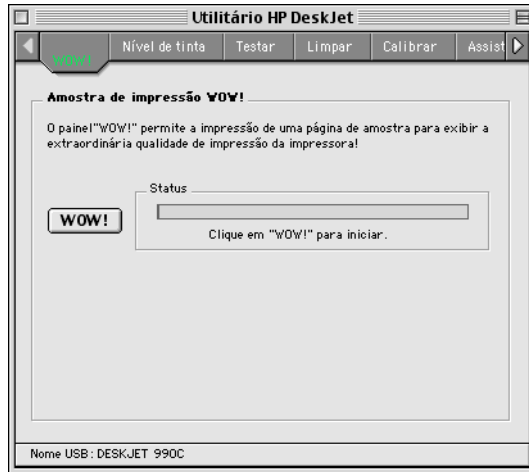 Utilitário HP DeskJet
WOW! Nível de tinta Testar Limpar Calibrar Assist
Amostra de impressão WOW!
O painel"WOW!" permite a impressão de uma página de amostra para exibir a
extraordinária qualidade de impressão da impressora!
Status
WOW!
Clique em "WOW!" para iniciar.
Nome USB: DESKJET 990C